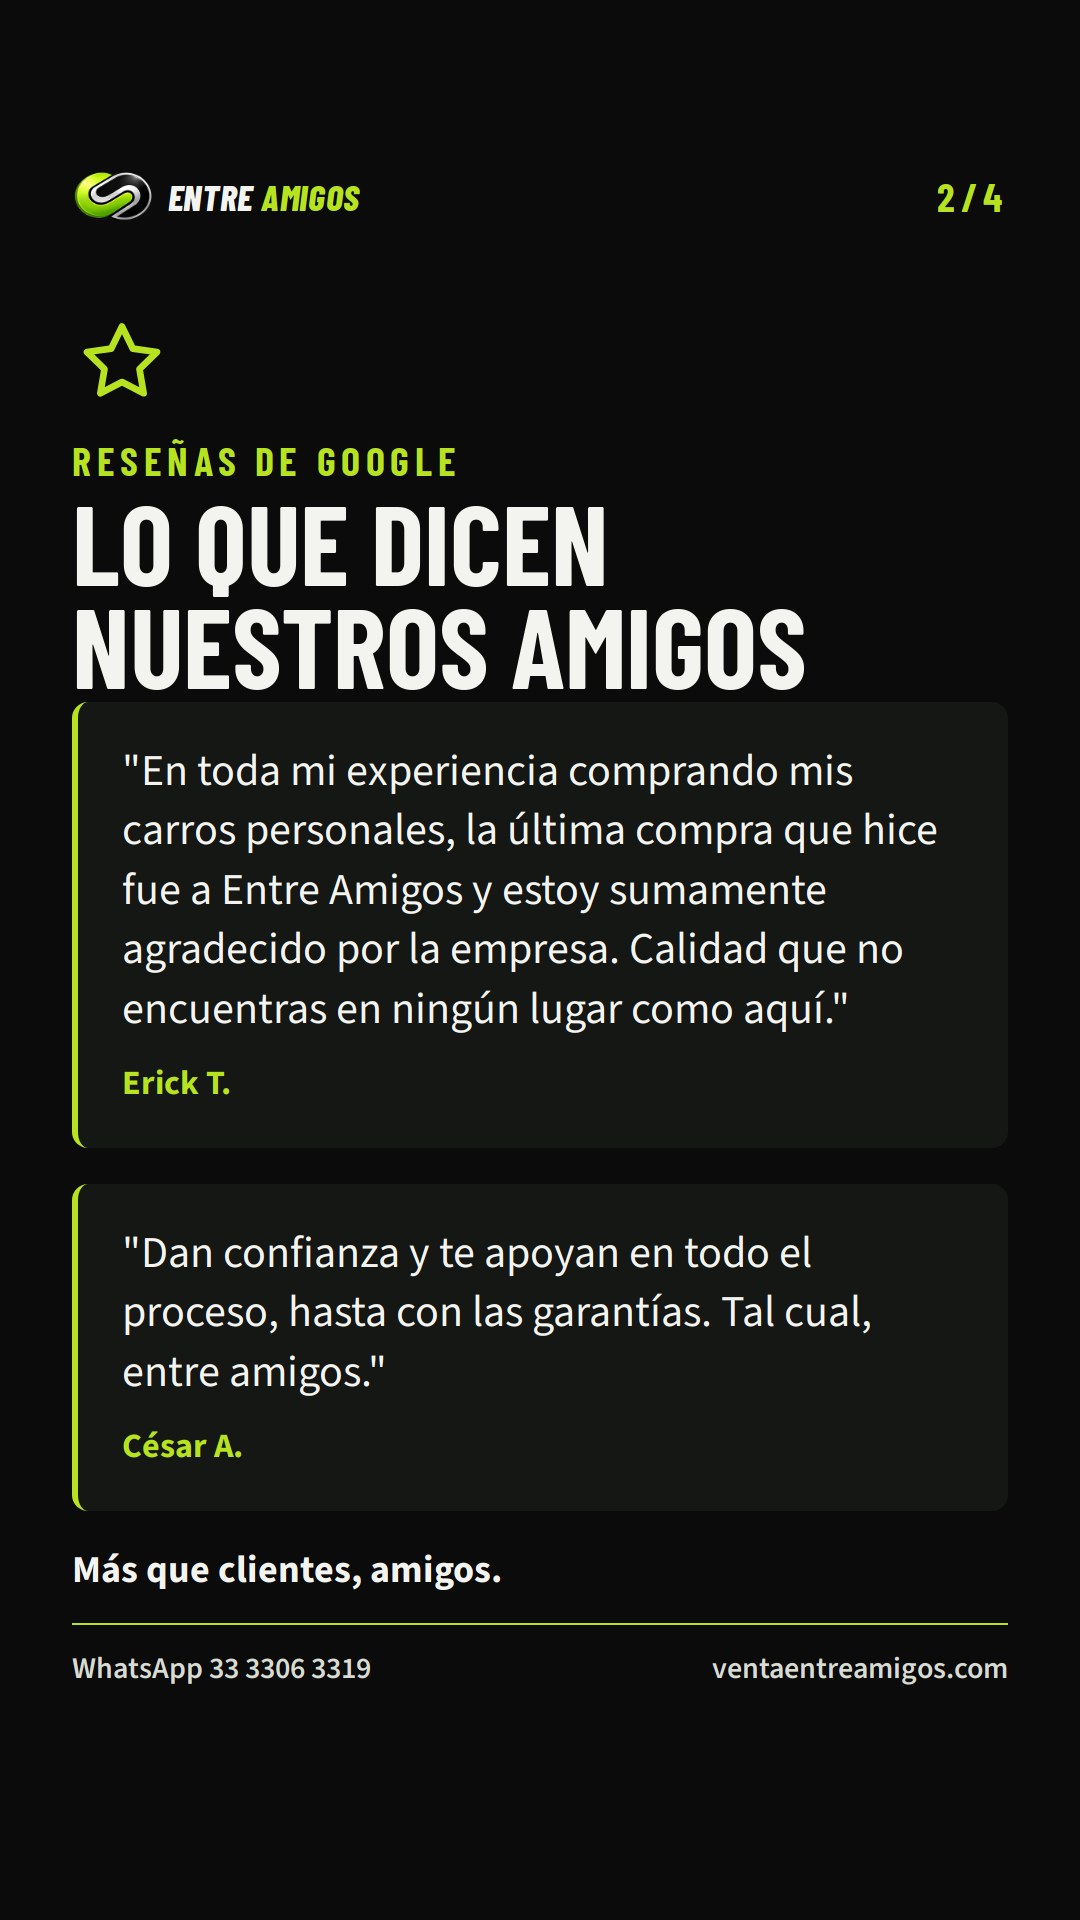 ENTRE AMIGOS
2 / 4
RESEÑAS DE GOOGLE
LO QUE DICEN
NUESTROS AMIGOS
"En toda mi experiencia comprando mis
carros personales, la última compra que hice
fue a Entre Amigos y estoy sumamente
agradecido por la empresa. Calidad que no
encuentras en ningún lugar como aquí."
Erick T.
"Dan confianza y te apoyan en todo el
proceso, hasta con las garantías. Tal cual,
entre amigos."
César A.
Más que clientes, amigos.
WhatsApp 33 3306 3319
ventaentreamigos.com